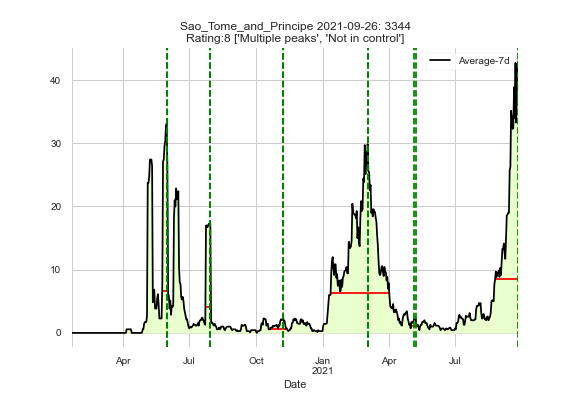 Sao_Tome_and_Principe 2021-09-26: 3344
Rating:8 ['Multiple peaks', 'Not in control']
Average-7d
40
30
20
10
0
Apr Jul Oct Jan Apr Jul
2021
Date